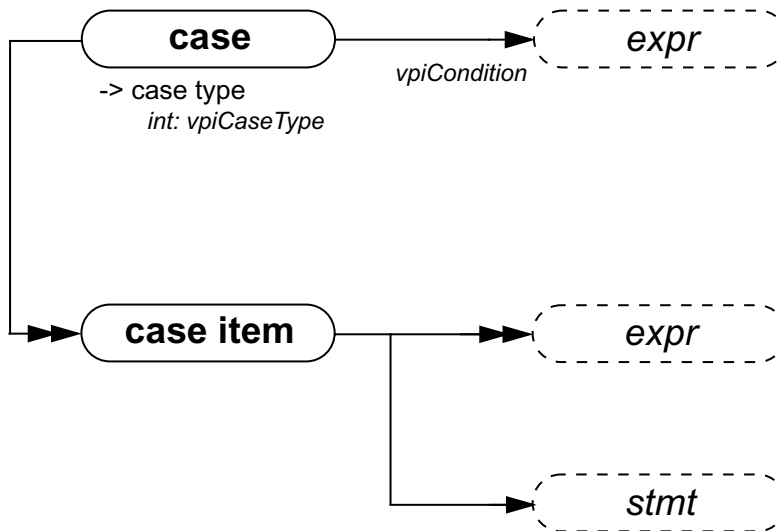 case
expr
vpiCondition
-> case type
int: vpiCaseType
case item
expr
stmt